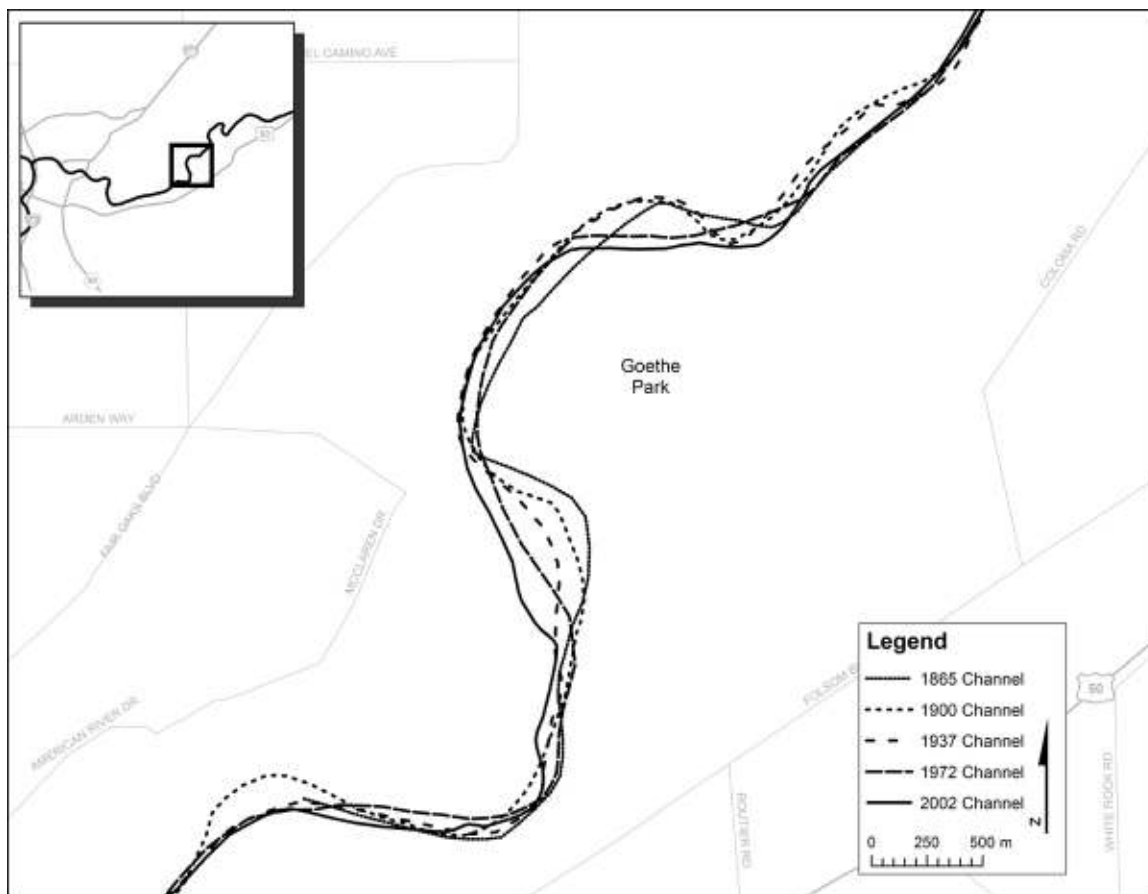 EL CAMINO AVE
50
COLOMA RD
Goethe
Park
ARDEN WAY
FAIR OAKS BLVD
MCCLAREN DR
AMERICAN RIVER DR
FOLSOM B
Legend
1865 Channel
1900 Channel
1937 Channel
1972 Channel
2002 Channel
N
0 250 500 m
50
WHITE ROCK RD
ROUTIER RD